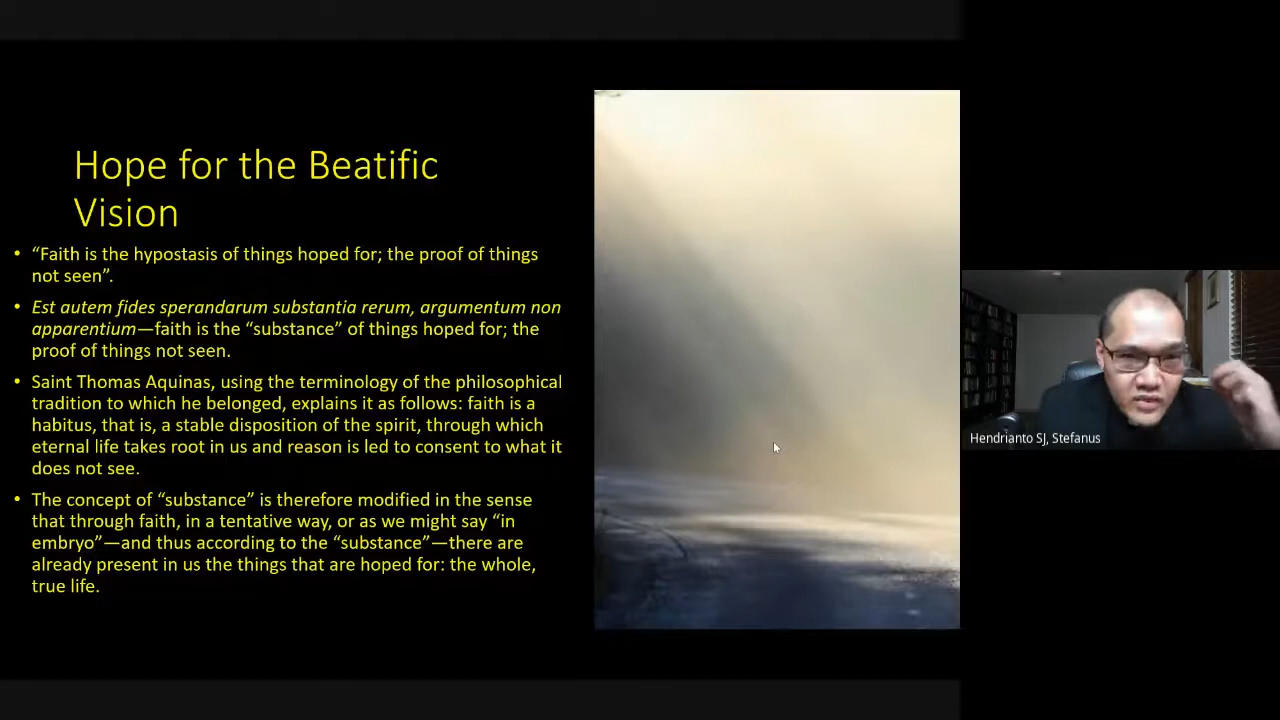 Hope for the Beatific
Vision
• “Faith is the hypostasis of things hoped for; the proof of things
not seen”.
• Est autem fides sperandarum substantia rerum, argumentum non
apparentium—faith is the “substance” of things hoped for; the
proof of things not seen.
• Saint Thomas Aquinas, using the terminology of the philosophical
tradition to which he belonged, explains it as follows: faith is a
habitus, that is, a stable disposition of the spirit, through which
eternal life takes root in us and reason is led to consent to what it
does not see.
• The concept of “substance” is therefore modified in the sense
that through faith, in a tentative way, or as we might say “in
embryo”—and thus according to the “substance”—there are
already present in us the things that are hoped for: the whole,
true life.
Hendrianto SJ, Stefanus